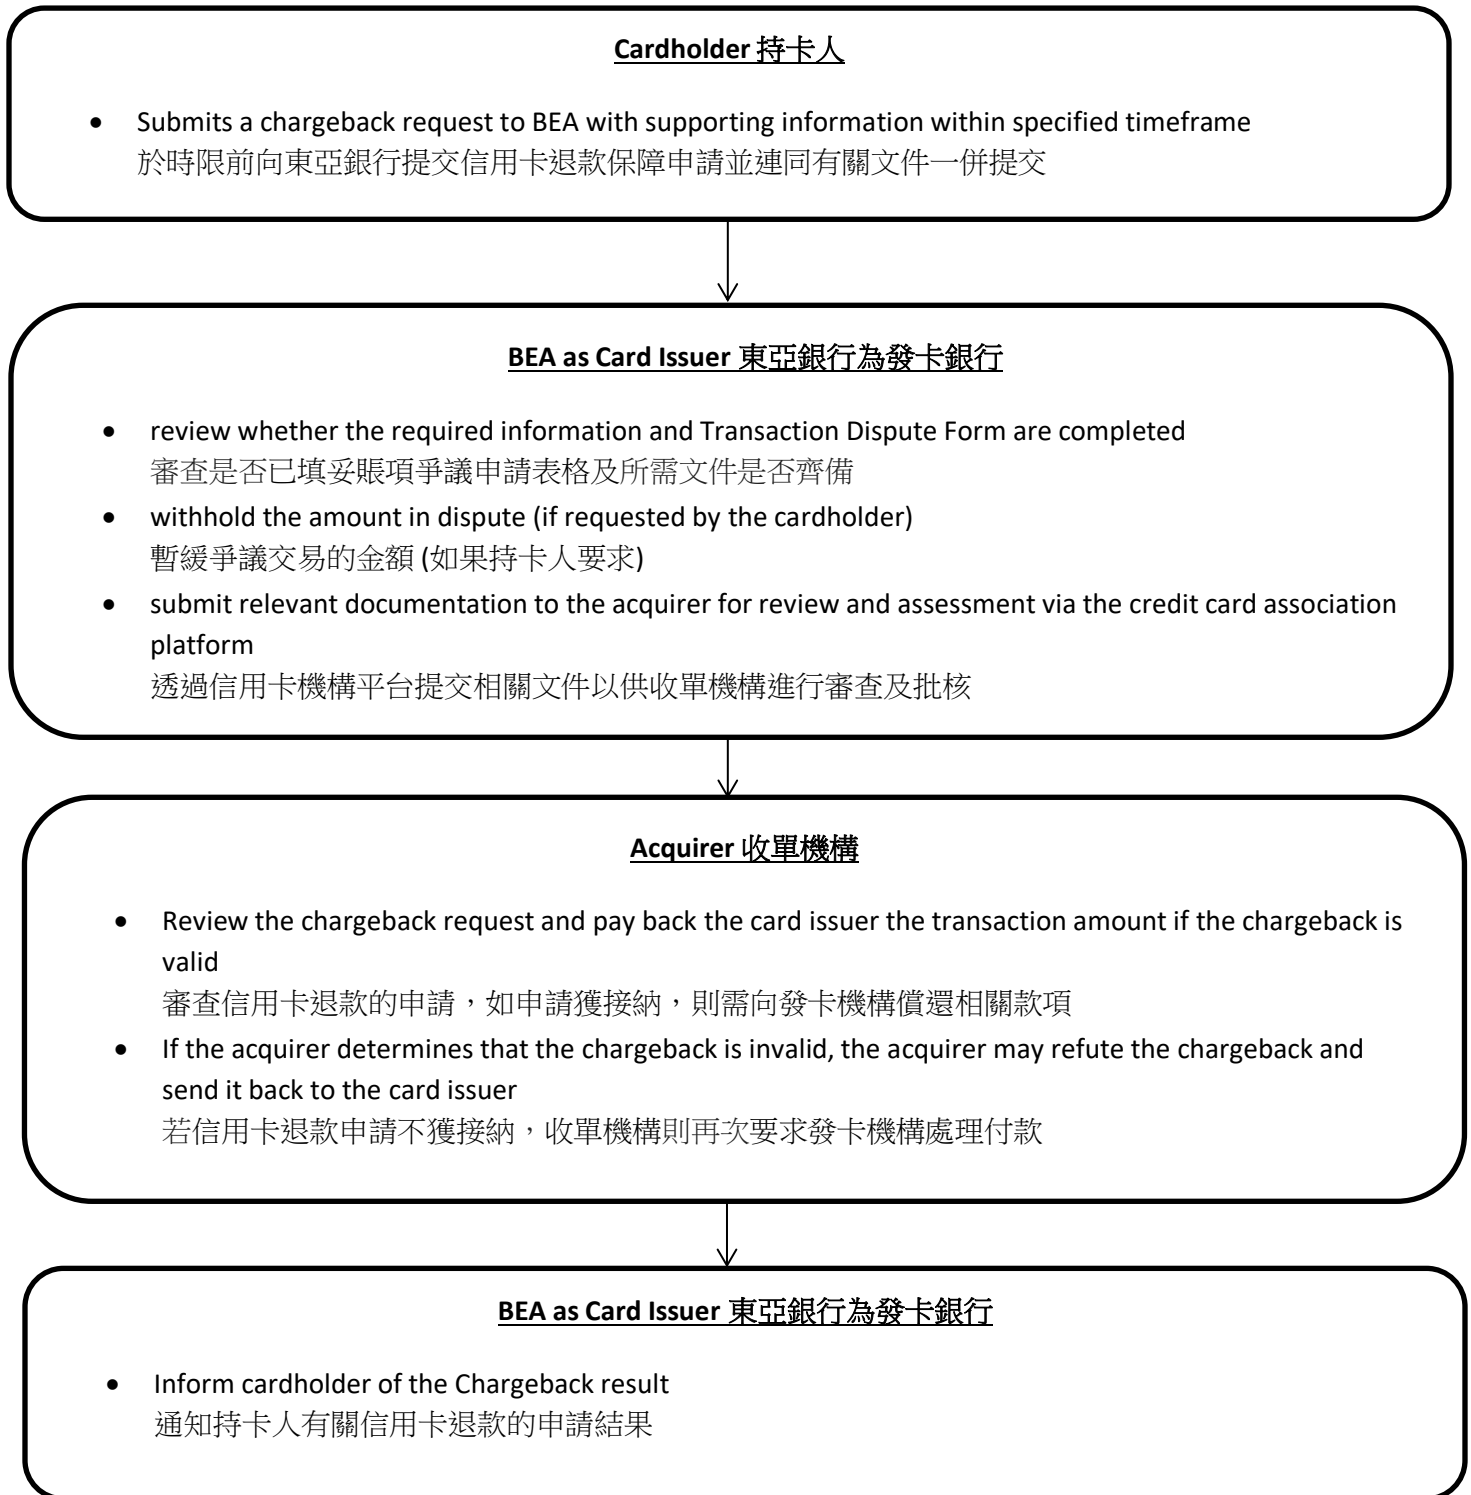 Cardholder 持卡人
• Submits a chargeback request to BEA with supporting information within specified timeframe
於時限前向東亞銀行提交信用卡退款保障申請並連同有關文件一併提交
BEA as Card Issuer 東亞銀行為發卡銀行
• review whether the required information and Transaction Dispute Form are completed
審查是否已填妥賬項爭議申請表格及所需文件是否齊備
• withhold the amount in dispute (if requested by the cardholder)
暫緩爭議交易的金額 (如果持卡人要求)
• submit relevant documentation to the acquirer for review and assessment via the credit card association
platform
透過信用卡機構平台提交相關文件以供收單機構進行審查及批核
Acquirer 收單機構
• Review the chargeback request and pay back the card issuer the transaction amount if the chargeback is
valid
審查信用卡退款的申請，如申請獲接納，則需向發卡機構償還相關款項
• If the acquirer determines that the chargeback is invalid, the acquirer may refute the chargeback and
send it back to the card issuer
若信用卡退款申請不獲接納，收單機構則再次要求發卡機構處理付款
BEA as Card Issuer 東亞銀行為發卡銀行
• Inform cardholder of the Chargeback result
通知持卡人有關信用卡退款的申請結果